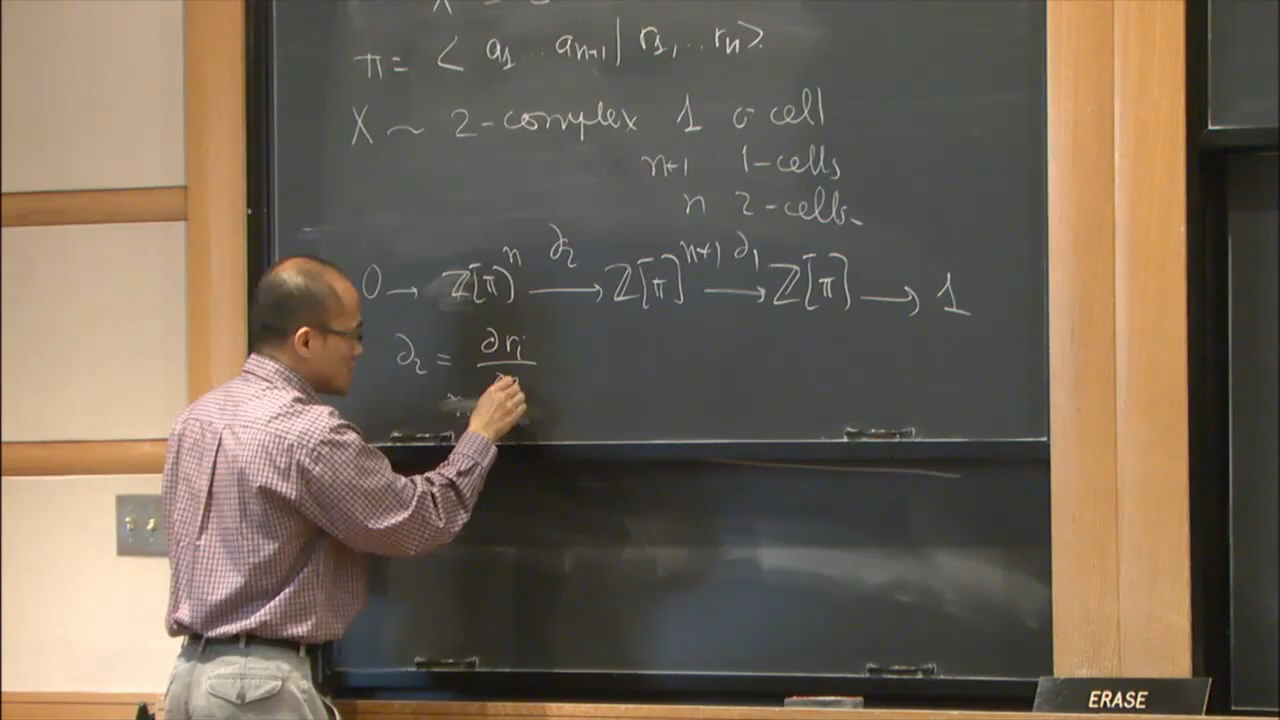 π = < a₁ ... aₙ₊₁ | r₁, ... rₙ >.
X ~ 2-complex 1 0-cell
n+1 1-cells
n 2-cells.
0 → ℤ[π]ⁿ —∂₂→ ℤ[π]ⁿ⁺¹ —∂₁→ ℤ[π] → 1
∂₂ = ∂rᵢ
ERASE